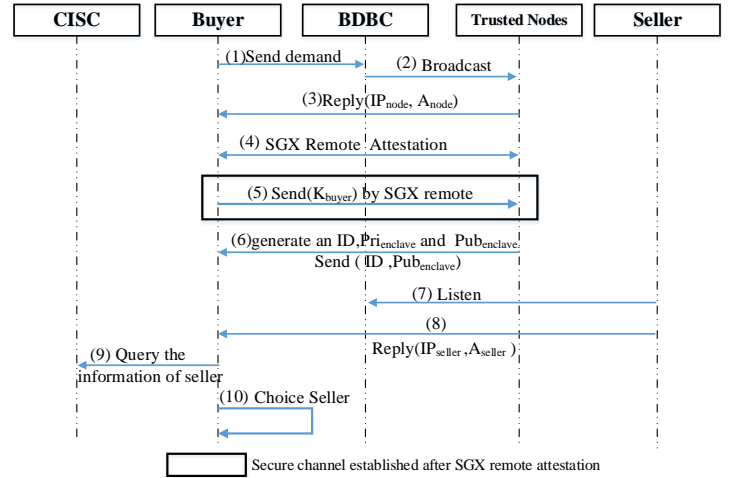 CISC Buyer BDBC Trusted Nodes Seller
(1)Send demand
(2) Broadcast
(3)Reply(IPnode, Anode)
(4) SGX Remote Attestation
(5) Send(Kbuyer) by SGX remote
(6)generate an ID,Prienclave and Pubenclave.
Send ( ID ,Pubenclave)
(7) Listen
(8)
Reply(IPseller ,Aseller )
(9) Query the
information of seller
(10) Choice Seller
Secure channel established after SGX remote attestation